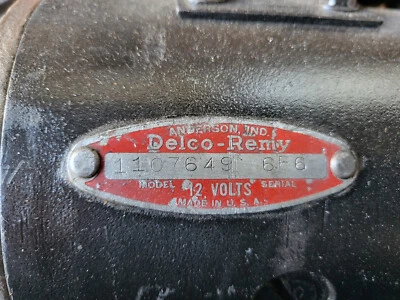 ANDERSON, IND.
Delco-Remy
1107649 6F6
MODEL SERIAL
12 VOLTS
MADE IN U.S.A.